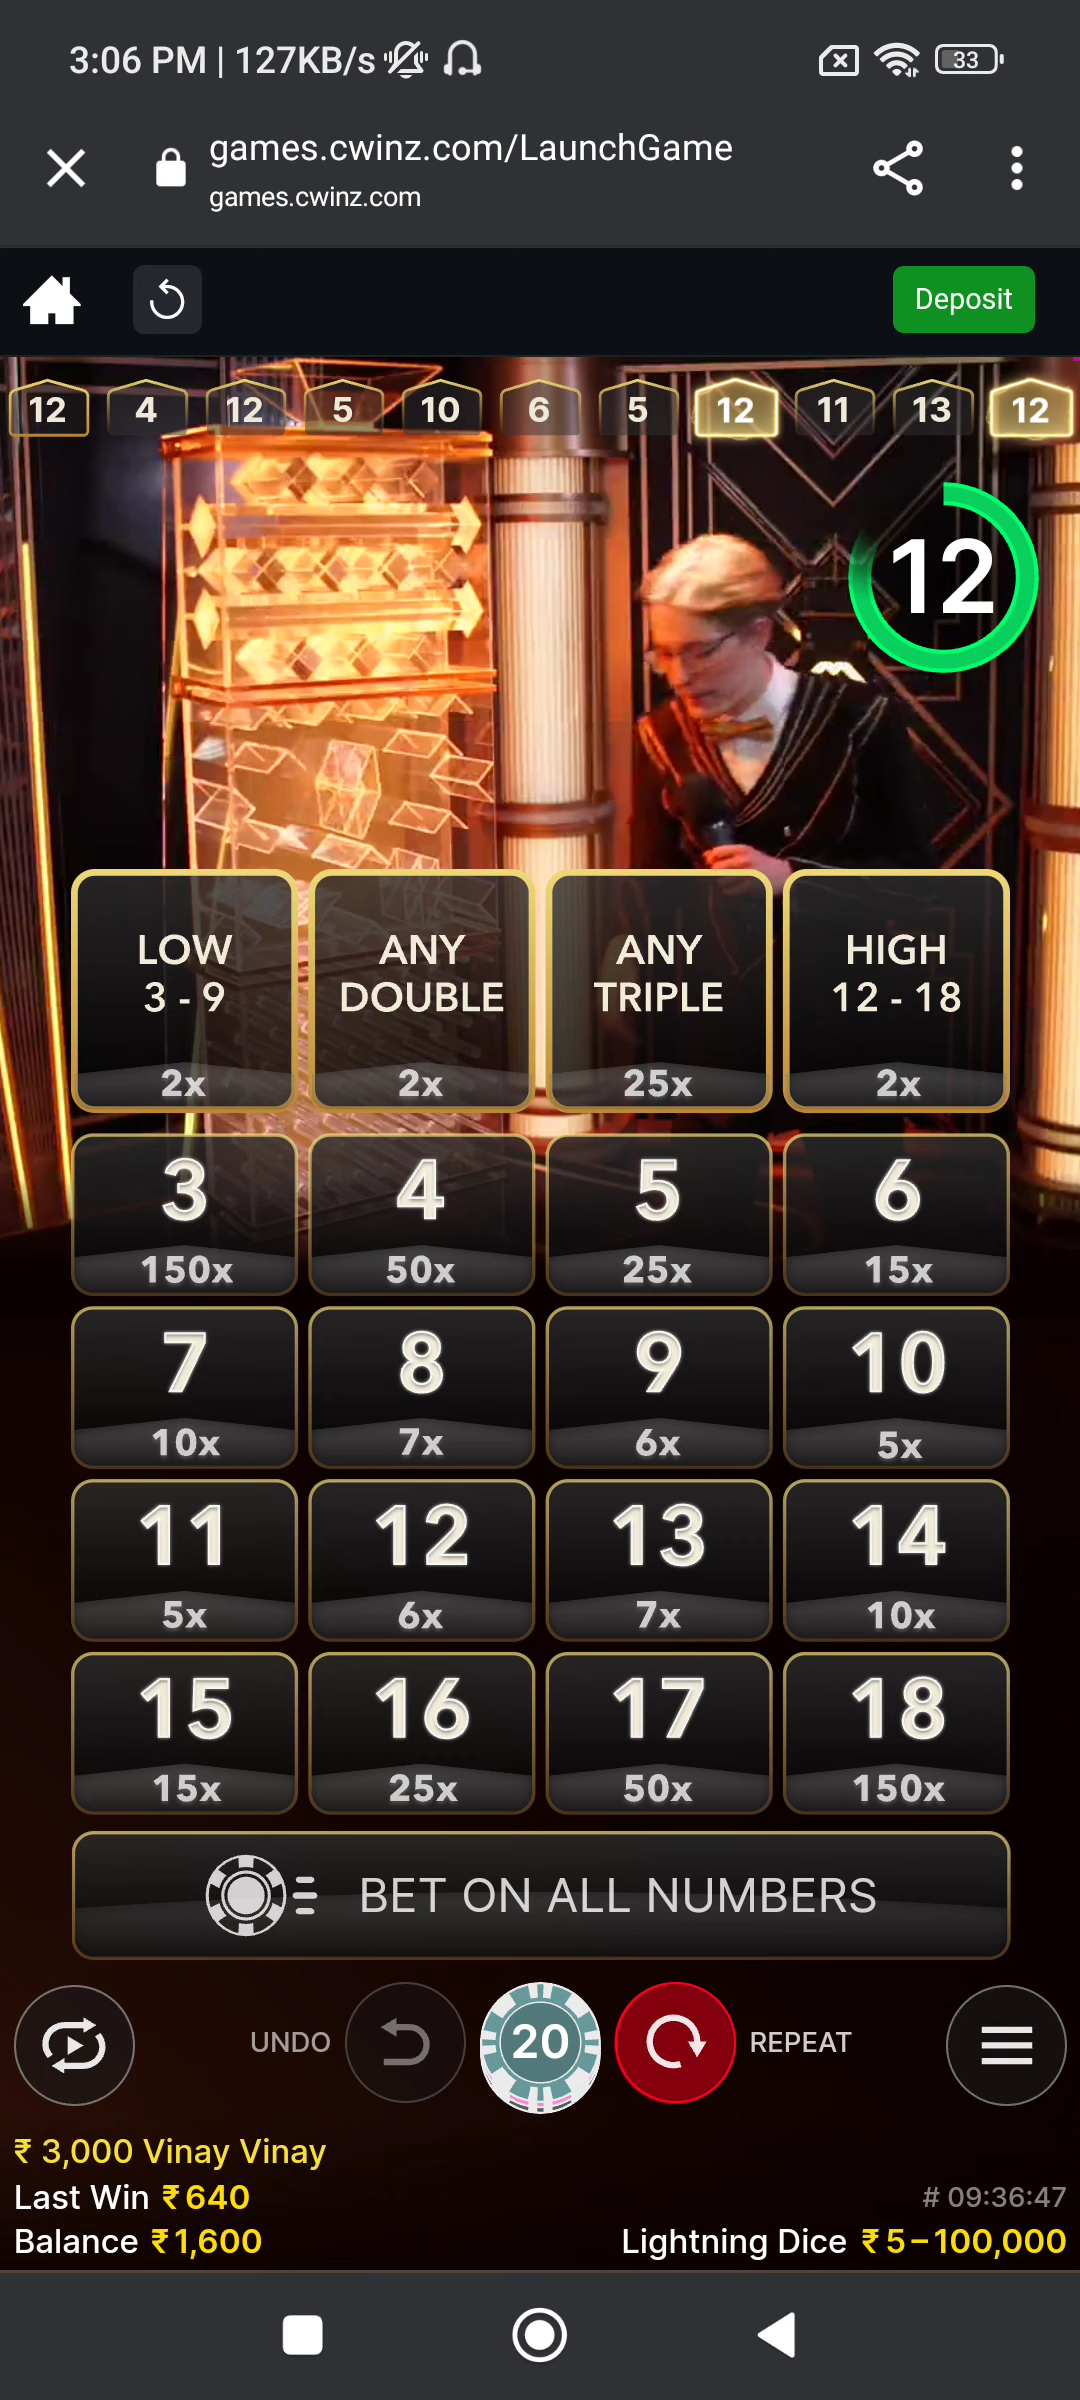 3:06 PM | 127KB/s 33
games.cwinz.com/LaunchGame
games.cwinz.com
Deposit
12 4 12 5 10 6 5 12 11 13 12
12
LOW
3 - 9
2x
ANY
DOUBLE
2x
ANY
TRIPLE
25x
HIGH
12 - 18
2x
3 4 5 6
150x 50x 25x 15x
7 8 9 10
10x 7x 6x 5x
11 12 13 14
5x 6x 7x 10x
15 16 17 18
15x 25x 50x 150x
BET ON ALL NUMBERS
UNDO 20 REPEAT
₹ 3,000 Vinay Vinay
Last Win ₹640 # 09:36:47
Balance ₹1,600 Lightning Dice ₹5–100,000